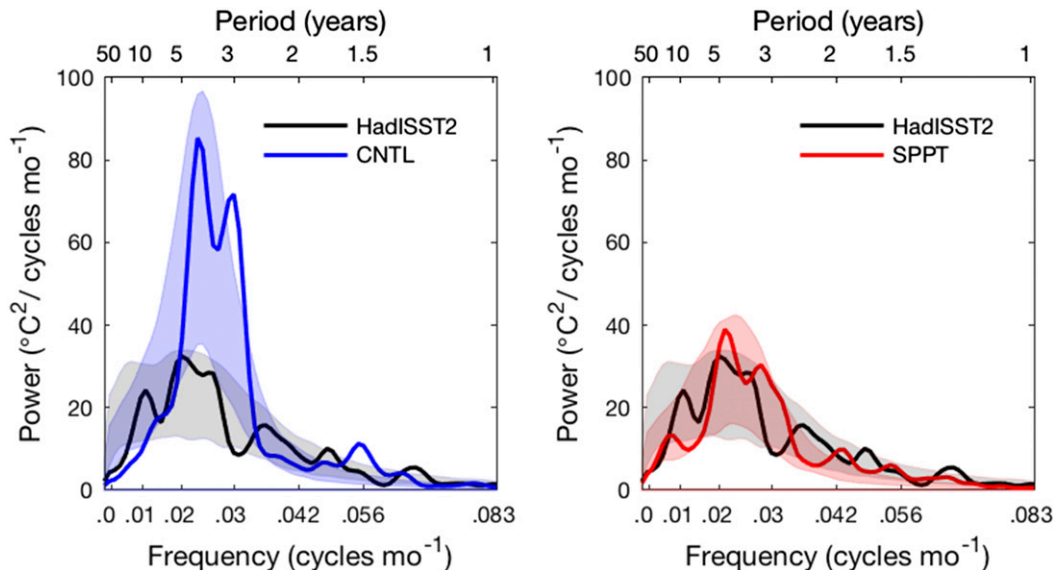 Period (years)
50 10 5 3 2 1.5 1
100
80
60
40
20
0
Power (°C² / cycles mo⁻¹)
HadISST2
CNTL
.0 .01 .02 .03 .042 .056 .083
Frequency (cycles mo⁻¹)
Period (years)
50 10 5 3 2 1.5 1
100
80
60
40
20
0
Power (°C² / cycles mo⁻¹)
HadISST2
SPPT
.0 .01 .02 .03 .042 .056 .083
Frequency (cycles mo⁻¹)